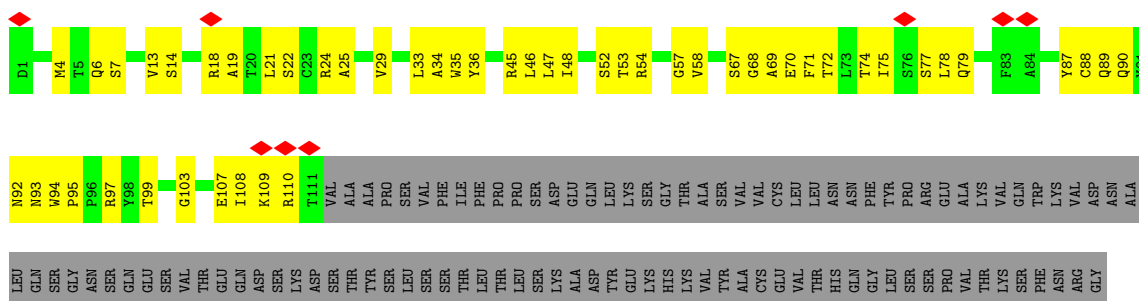 D1 M4 T5 Q6 S7 V13 S14 R18 A19 T20 L21 S22 C23 R24 A25 V29 L33 A34 W35 Y36 R45 L46 L47 I48 S52 T53 R54 G57 V58 S67 G68 A69 E70 F71 T72 L73 T74 I75 S76 S77 L78 Q79 F83 A84 Y87 C88 Q89 Q90
N92 N93 W94 P95 P96 R97 Y98 T99 G103 E107 I108 K109 R110 T111 VAL ALA ALA PRO SER VAL PHE ILE PHE PRO PRO SER ASP GLU GLN LEU LYS SER GLY THR ALA SER VAL VAL CYS LEU LEU ASN ASN PHE TYR PRO ARG GLU ALA LYS VAL GLN TRP LYS VAL ASP ASN ALA
LEU GLN SER GLY ASN SER GLN GLU SER VAL THR GLU GLN ASP SER LYS ASP SER THR TYR SER LEU SER SER THR LEU THR LEU SER LYS ALA ASP TYR GLU LYS HIS LYS VAL TYR ALA CYS GLU VAL THR HIS GLN GLY LEU SER SER PRO VAL THR LYS SER PHE ASN ARG GLY